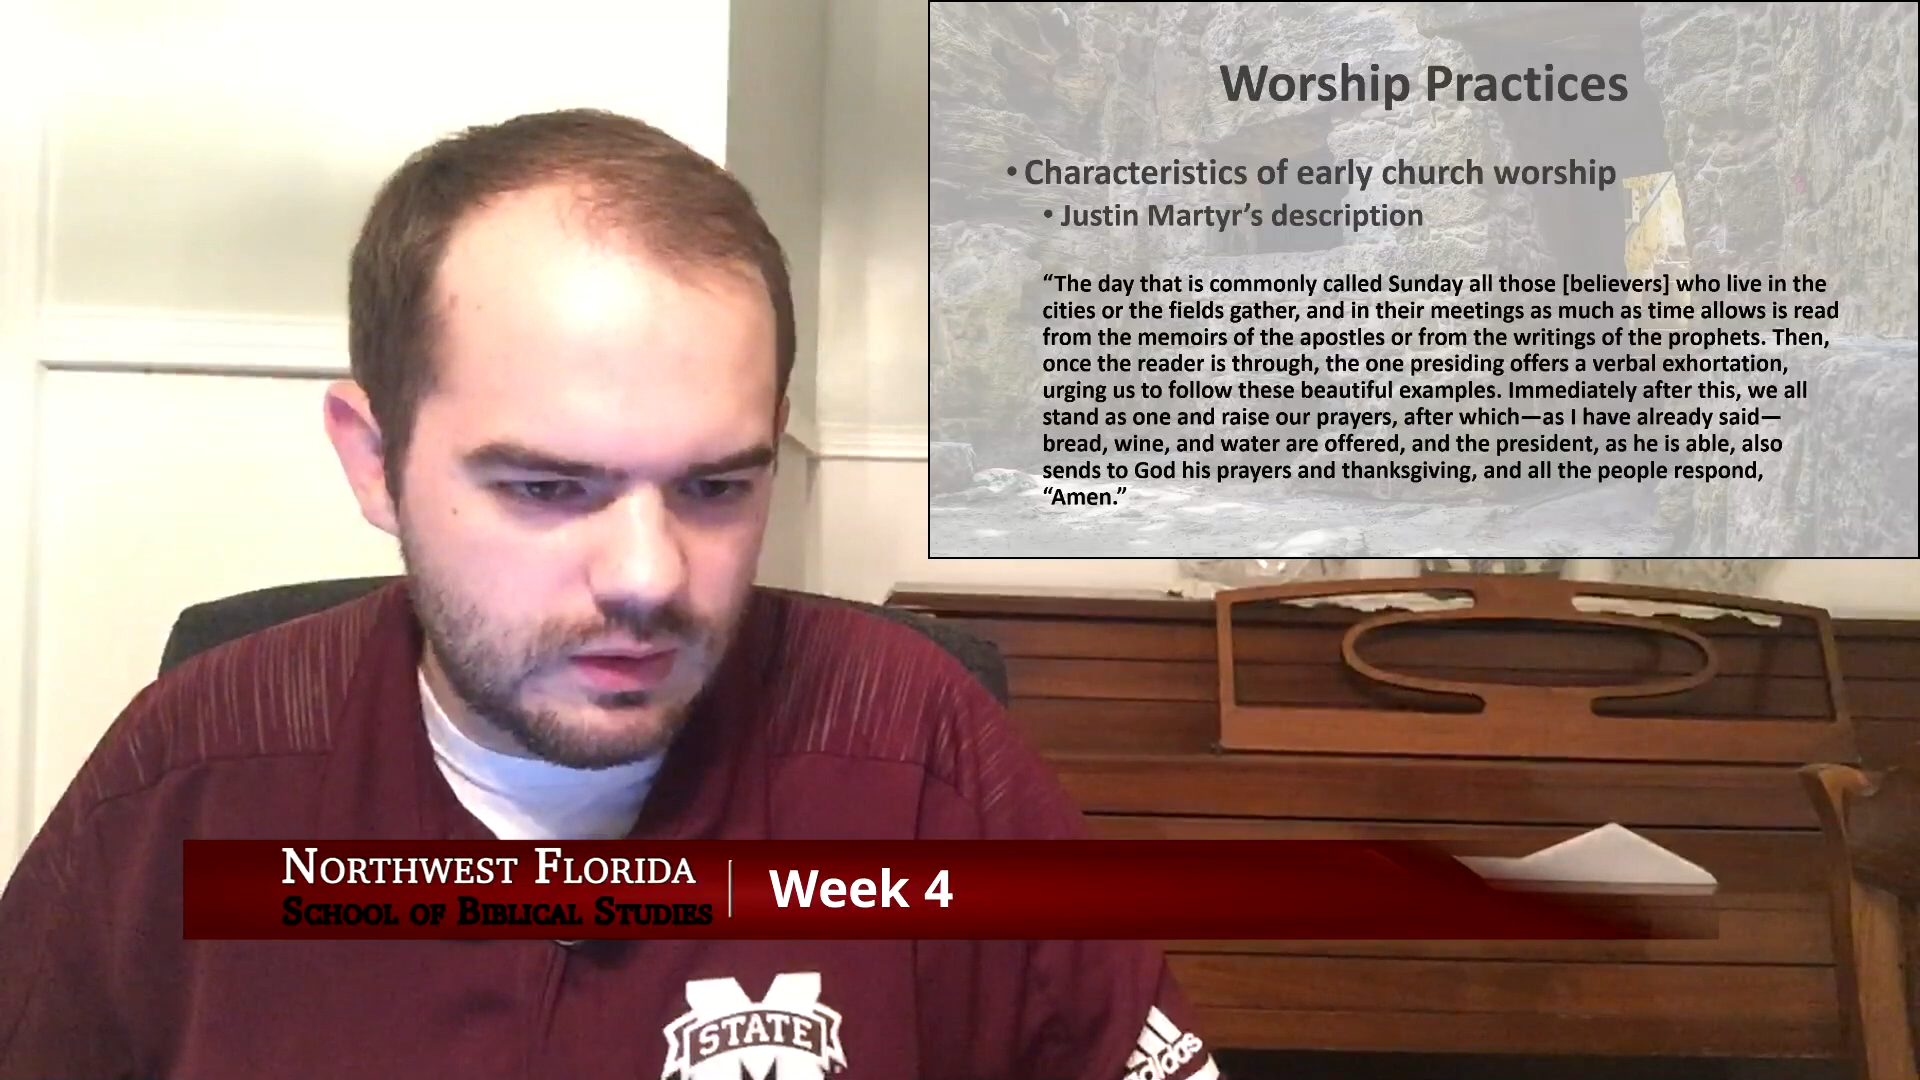 Worship Practices
• Characteristics of early church worship
• Justin Martyr’s description
“The day that is commonly called Sunday all those [believers] who live in the
cities or the fields gather, and in their meetings as much as time allows is read
from the memoirs of the apostles or from the writings of the prophets. Then,
once the reader is through, the one presiding offers a verbal exhortation,
urging us to follow these beautiful examples. Immediately after this, we all
stand as one and raise our prayers, after which—as I have already said—
bread, wine, and water are offered, and the president, as he is able, also
sends to God his prayers and thanksgiving, and all the people respond,
“Amen.”
NORTHWEST FLORIDA
SCHOOL OF BIBLICAL STUDIES
Week 4
STATE
adidas